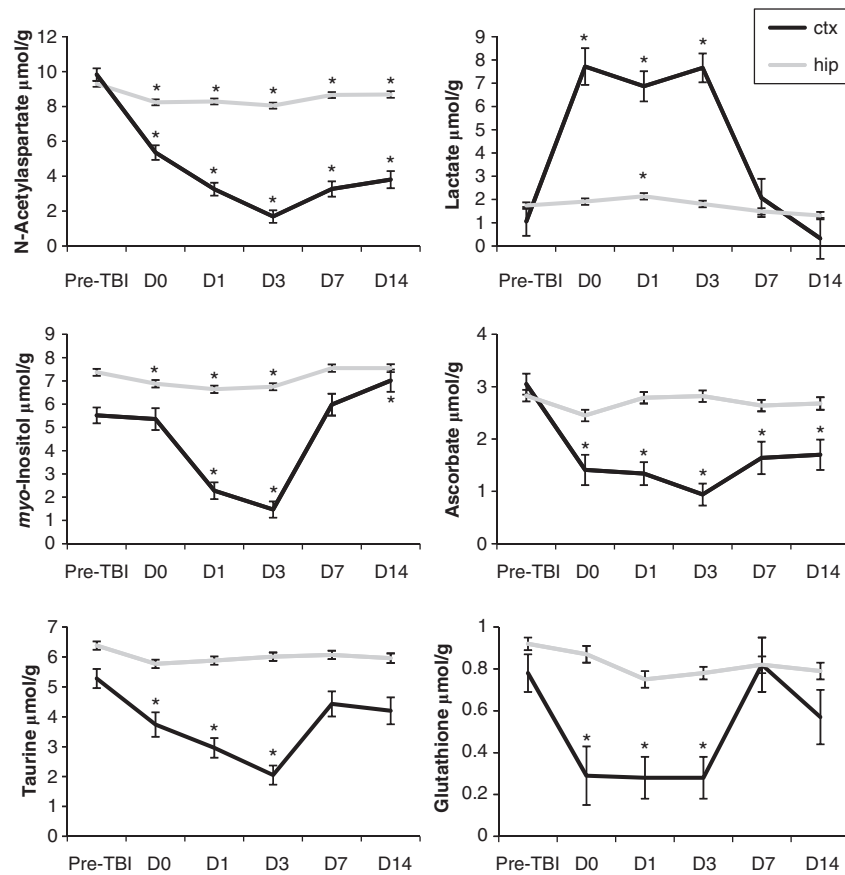 ctx
hip
N-Acetylaspartate μmol/g
12
10
8
6
4
2
0
* * * * *
* * * * *
Pre-TBI D0 D1 D3 D7 D14
Lactate μmol/g
9
8
7
6
5
4
3
2
1
0
* * *
*
Pre-TBI D0 D1 D3 D7 D14
myo-Inositol μmol/g
9
8
7
6
5
4
3
2
1
0
* * *
* * *
Pre-TBI D0 D1 D3 D7 D14
Ascorbate μmol/g
4
3
2
1
0
* * * * *
Pre-TBI D0 D1 D3 D7 D14
Taurine μmol/g
7
6
5
4
3
2
1
0
* * *
Pre-TBI D0 D1 D3 D7 D14
Glutathione μmol/g
1
0.8
0.6
0.4
0.2
0
* * *
Pre-TBI D0 D1 D3 D7 D14